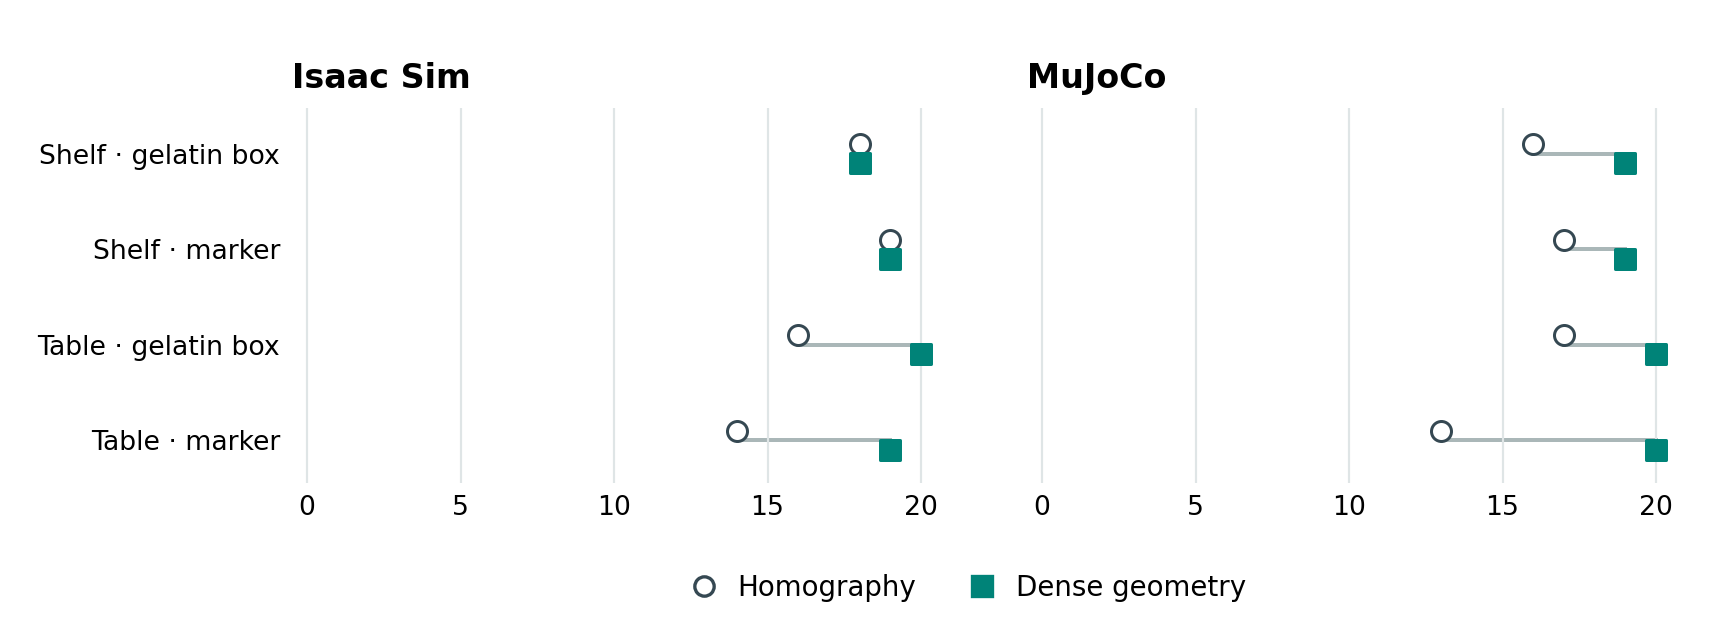 Isaac Sim
MuJoCo
Shelf · gelatin box
Shelf · marker
Table · gelatin box
Table · marker
0 5 10 15 20
0 5 10 15 20
Homography
Dense geometry